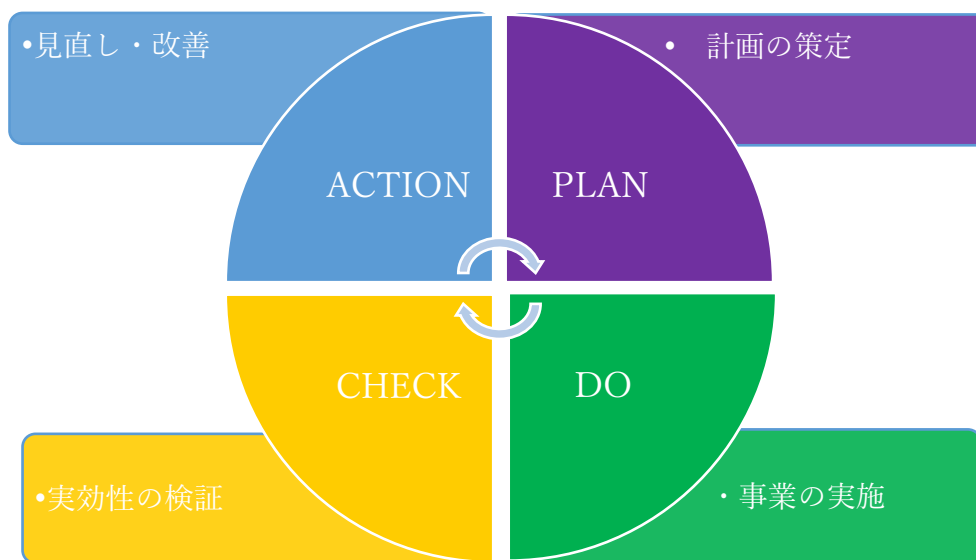 •見直し・改善
• 計画の策定
ACTION
PLAN
CHECK
DO
•実効性の検証
・事業の実施